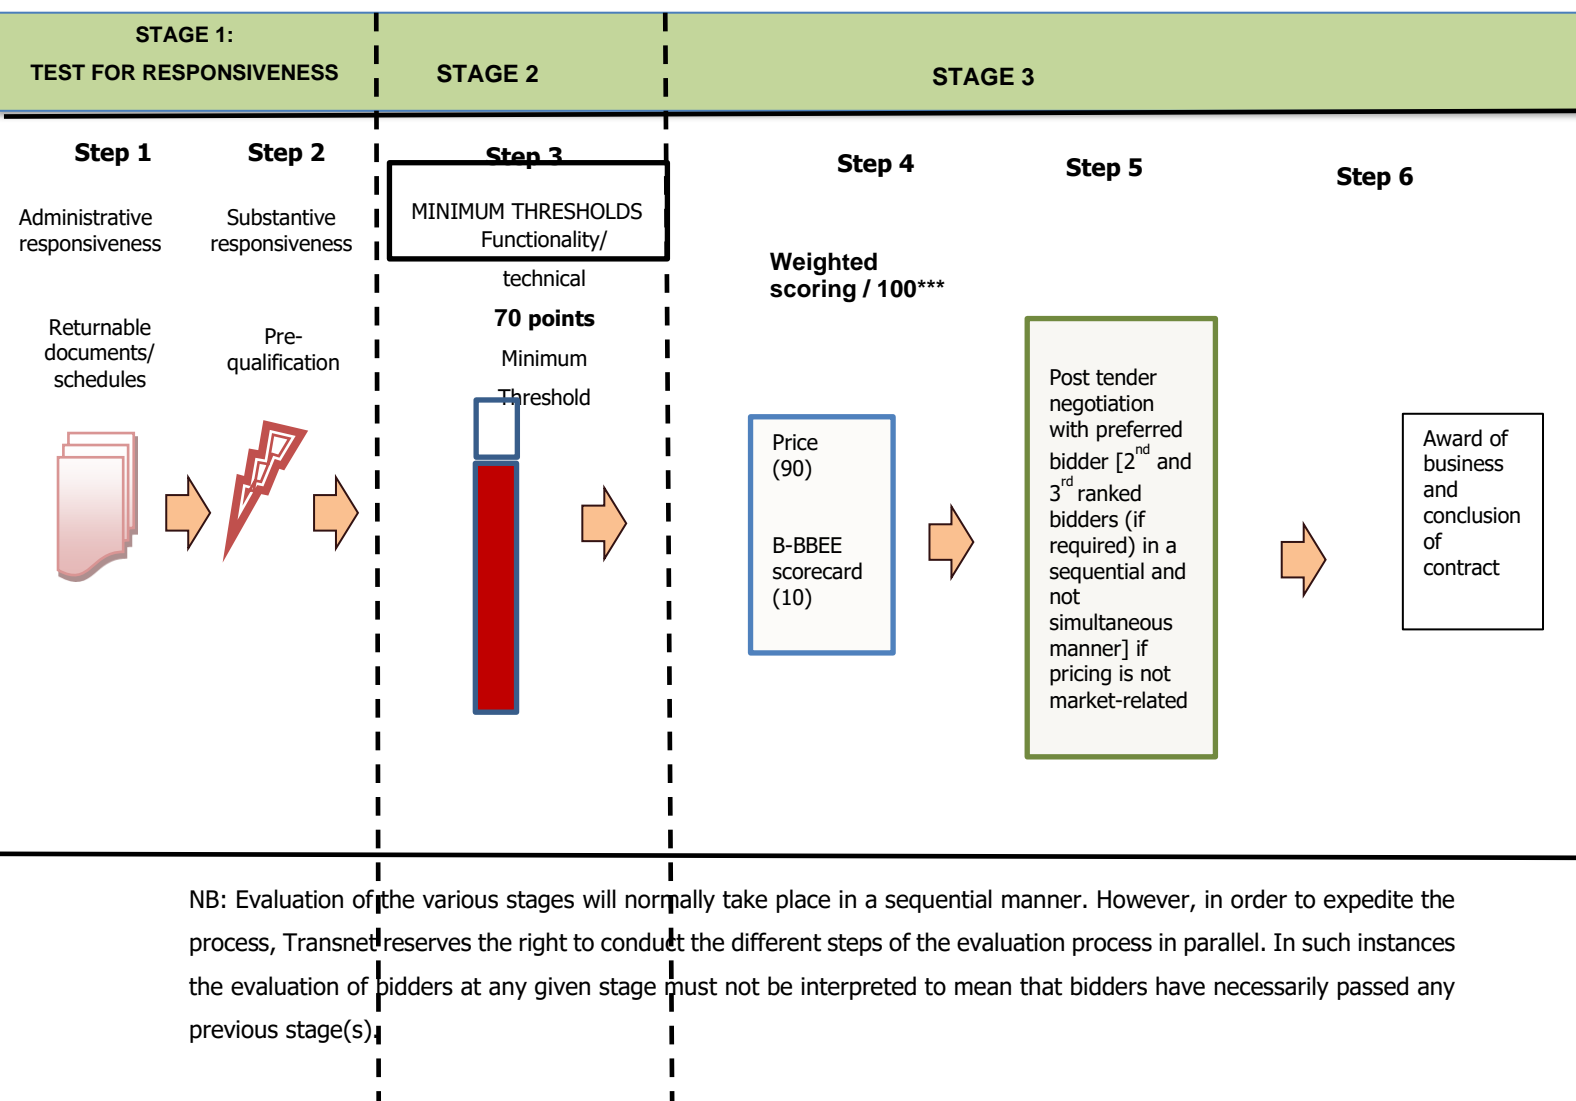 STAGE 1:
TEST FOR RESPONSIVENESS
STAGE 2
STAGE 3
Step 1
Administrative
responsiveness
Returnable
documents/
schedules
Step 2
Substantive
responsiveness
Pre-
qualification
Step 3
MINIMUM THRESHOLDS
Functionality/
technical
70 points
Minimum
Threshold
Step 4
Weighted
scoring / 100***
Price
(90)
B-BBEE
scorecard
(10)
Step 5
Post tender
negotiation
with preferred
bidder [2nd and
3rd ranked
bidders (if
required) in a
sequential and
not
simultaneous
manner] if
pricing is not
market-related
Step 6
Award of
business
and
conclusion
of
contract
NB: Evaluation of the various stages will normally take place in a sequential manner. However, in order to expedite the
process, Transnet reserves the right to conduct the different steps of the evaluation process in parallel. In such instances
the evaluation of bidders at any given stage must not be interpreted to mean that bidders have necessarily passed any
previous stage(s).